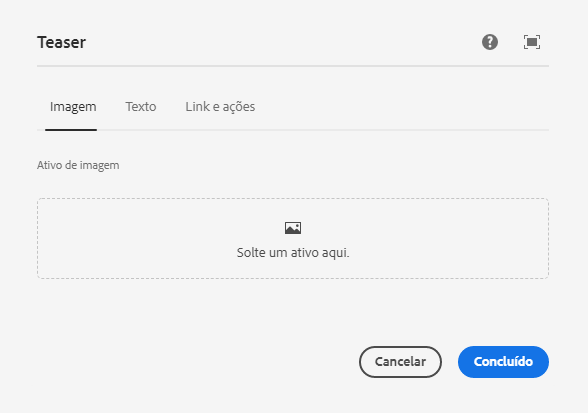 Teaser
Imagem Texto Link e ações
Ativo de imagem
Solte um ativo aqui.
Cancelar Concluído